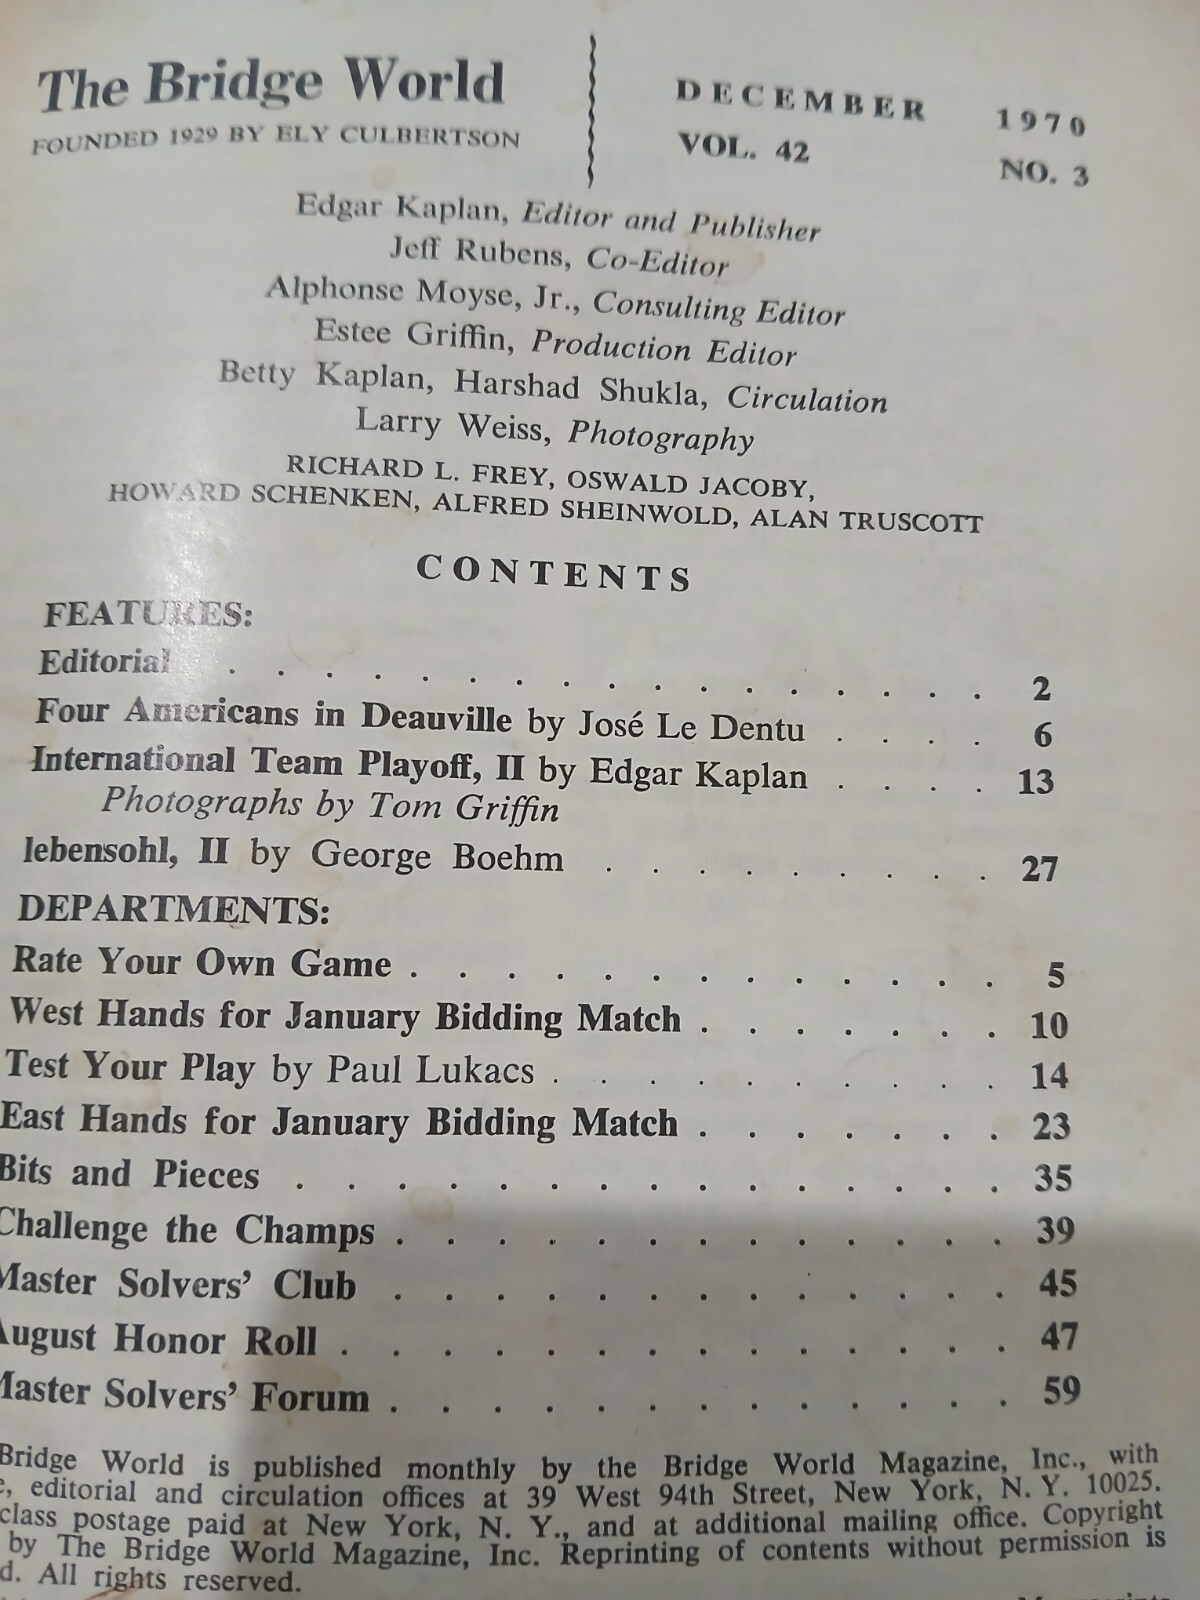 The Bridge World
FOUNDED 1929 BY ELY CULBERTSON
DECEMBER 1970
VOL. 42 NO. 3
Edgar Kaplan, Editor and Publisher
Jeff Rubens, Co-Editor
Alphonse Moyse, Jr., Consulting Editor
Estee Griffin, Production Editor
Betty Kaplan, Harshad Shukla, Circulation
Larry Weiss, Photography
RICHARD L. FREY, OSWALD JACOBY,
HOWARD SCHENKEN, ALFRED SHEINWOLD, ALAN TRUSCOTT
CONTENTS
FEATURES:
Editorial . . . . . . . . . . . . . . . . . 2
Four Americans in Deauville by José Le Dentu . . . . 6
International Team Playoff, II by Edgar Kaplan . . . . 13
Photographs by Tom Griffin
lebensohl, II by George Boehm . . . . . . . . . 27
DEPARTMENTS:
Rate Your Own Game . . . . . . . . . . . . . 5
West Hands for January Bidding Match . . . . . . . 10
Test Your Play by Paul Lukacs . . . . . . . . . . 14
East Hands for January Bidding Match . . . . . . . 23
Bits and Pieces . . . . . . . . . . . . . . . 35
Challenge the Champs . . . . . . . . . . . . . 39
Master Solvers' Club . . . . . . . . . . . . . 45
August Honor Roll . . . . . . . . . . . . . . 47
Master Solvers' Forum . . . . . . . . . . . . . 59
Bridge World is published monthly by the Bridge World Magazine, Inc., with
editorial and circulation offices at 39 West 94th Street, New York, N. Y. 10025.
class postage paid at New York, N. Y., and at additional mailing office. Copyright
by The Bridge World Magazine, Inc. Reprinting of contents without permission is
d. All rights reserved.